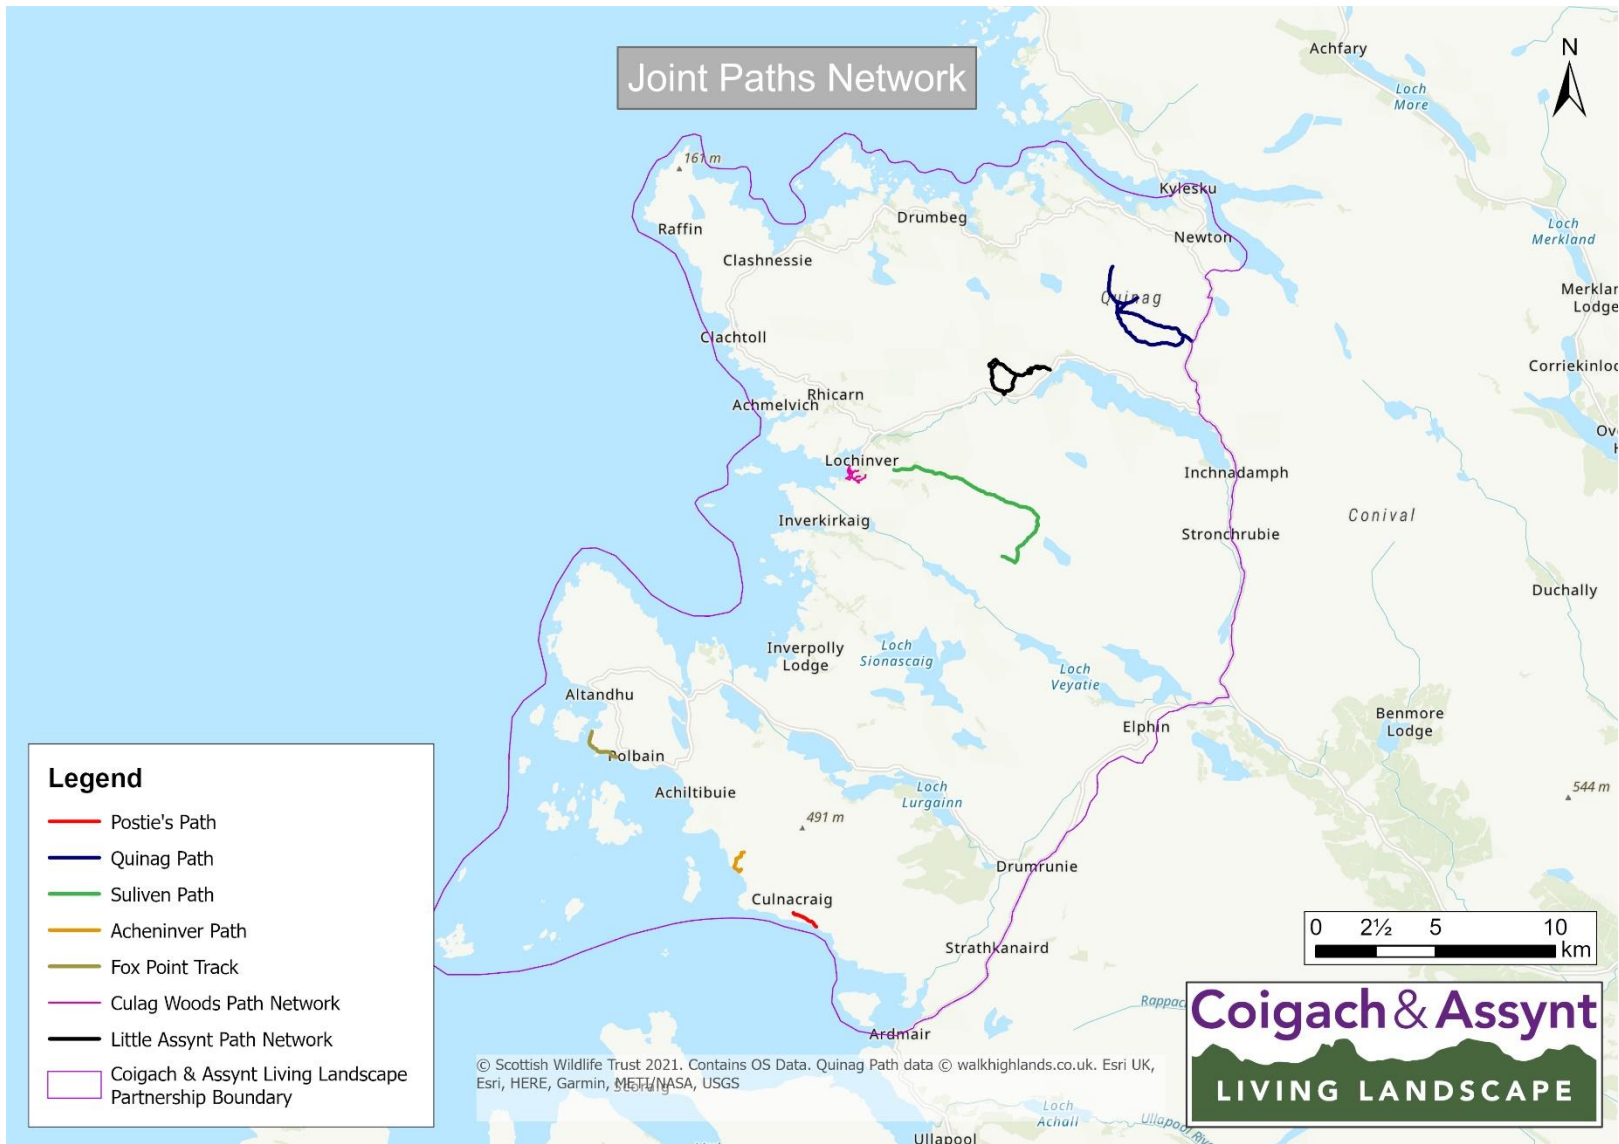 Joint Paths Network
N
Achfary
Loch
More
161 m
Kylesku
Drumbeg
Raffin
Newton
Loch
Merkland
Clashnessie
Quinag
Merklan
Lodge
Clachtoll
Corriekinloc
Rhicarn
Achmelvich
Ov
H
Lochinver
Inchnadamph
Conival
Inverkirkaig
Stronchrubie
Duchally
Inverpolly
Lodge
Loch
Sionascaig
Loch
Veyatie
Altandhu
Benmore
Lodge
Elphin
Polbain
Achiltibuie
Loch
Lurgainn
544 m
491 m
Drumrunie
Culnacraig
Strathkanaird
Rappac
Ardmair
Scoraig
Loch
Achall
Ullapool Riv
Ullapool
Legend
Postie's Path
Quinag Path
Suliven Path
Acheninver Path
Fox Point Track
Culag Woods Path Network
Little Assynt Path Network
Coigach & Assynt Living Landscape
Partnership Boundary
0 2½ 5 10
km
Coigach & Assynt
LIVING LANDSCAPE
© Scottish Wildlife Trust 2021. Contains OS Data. Quinag Path data © walkhighlands.co.uk. Esri UK,
Esri, HERE, Garmin, METI/NASA, USGS